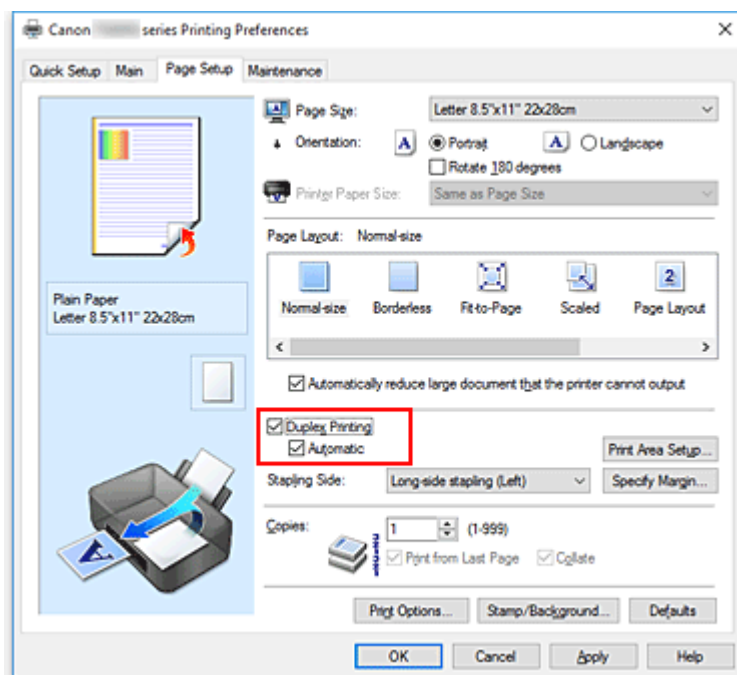 Canon series Printing Preferences
Quick Setup Main Page Setup Maintenance
Page Size: Letter 8.5"x11" 22x28cm
Orientation: A Portrait A Landscape
Rotate 180 degrees
Printer Paper Size: Same as Page Size
Page Layout: Normal-size
2
Normal-size Borderless Fit-to-Page Scaled Page Layout
Plain Paper
Letter 8.5"x11" 22x28cm
Automatically reduce large document that the printer cannot output
Duplex Printing
Automatic
Print Area Setup...
Stapling Side: Long-side stapling (Left) Specify Margin...
Copies: 1 (1-999)
Print from Last Page Collate
A
Print Options... Stamp/Background... Defaults
OK Cancel Apply Help